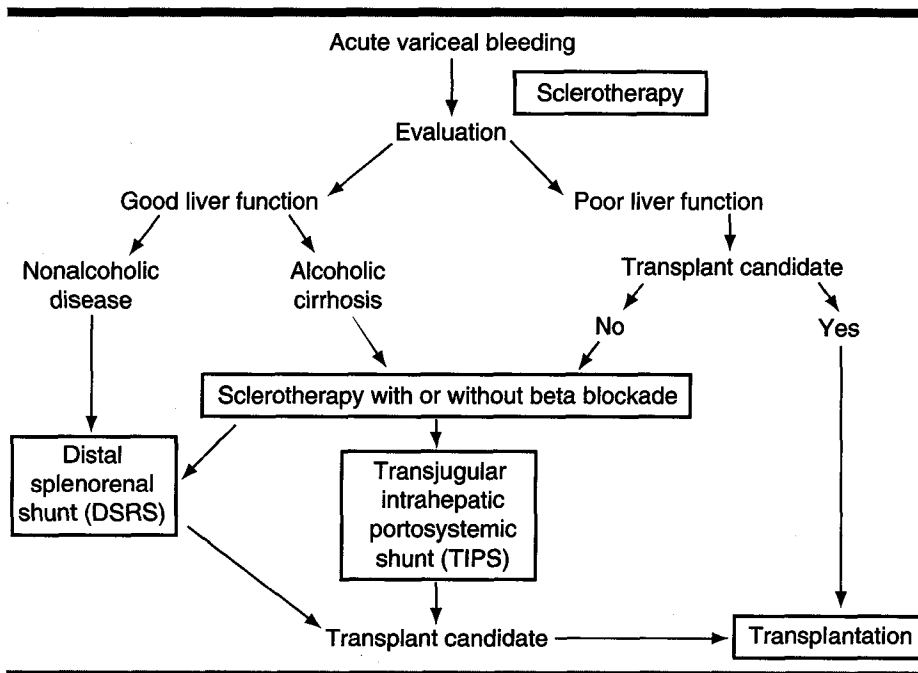 Acute variceal bleeding
Sclerotherapy
Evaluation
Good liver function
Poor liver function
Nonalcoholic
disease
Alcoholic
cirrhosis
Transplant candidate
No
Yes
Sclerotherapy with or without beta blockade
Distal
splenorenal
shunt (DSRS)
Transjugular
intrahepatic
portosystemic
shunt (TIPS)
Transplant candidate
Transplantation